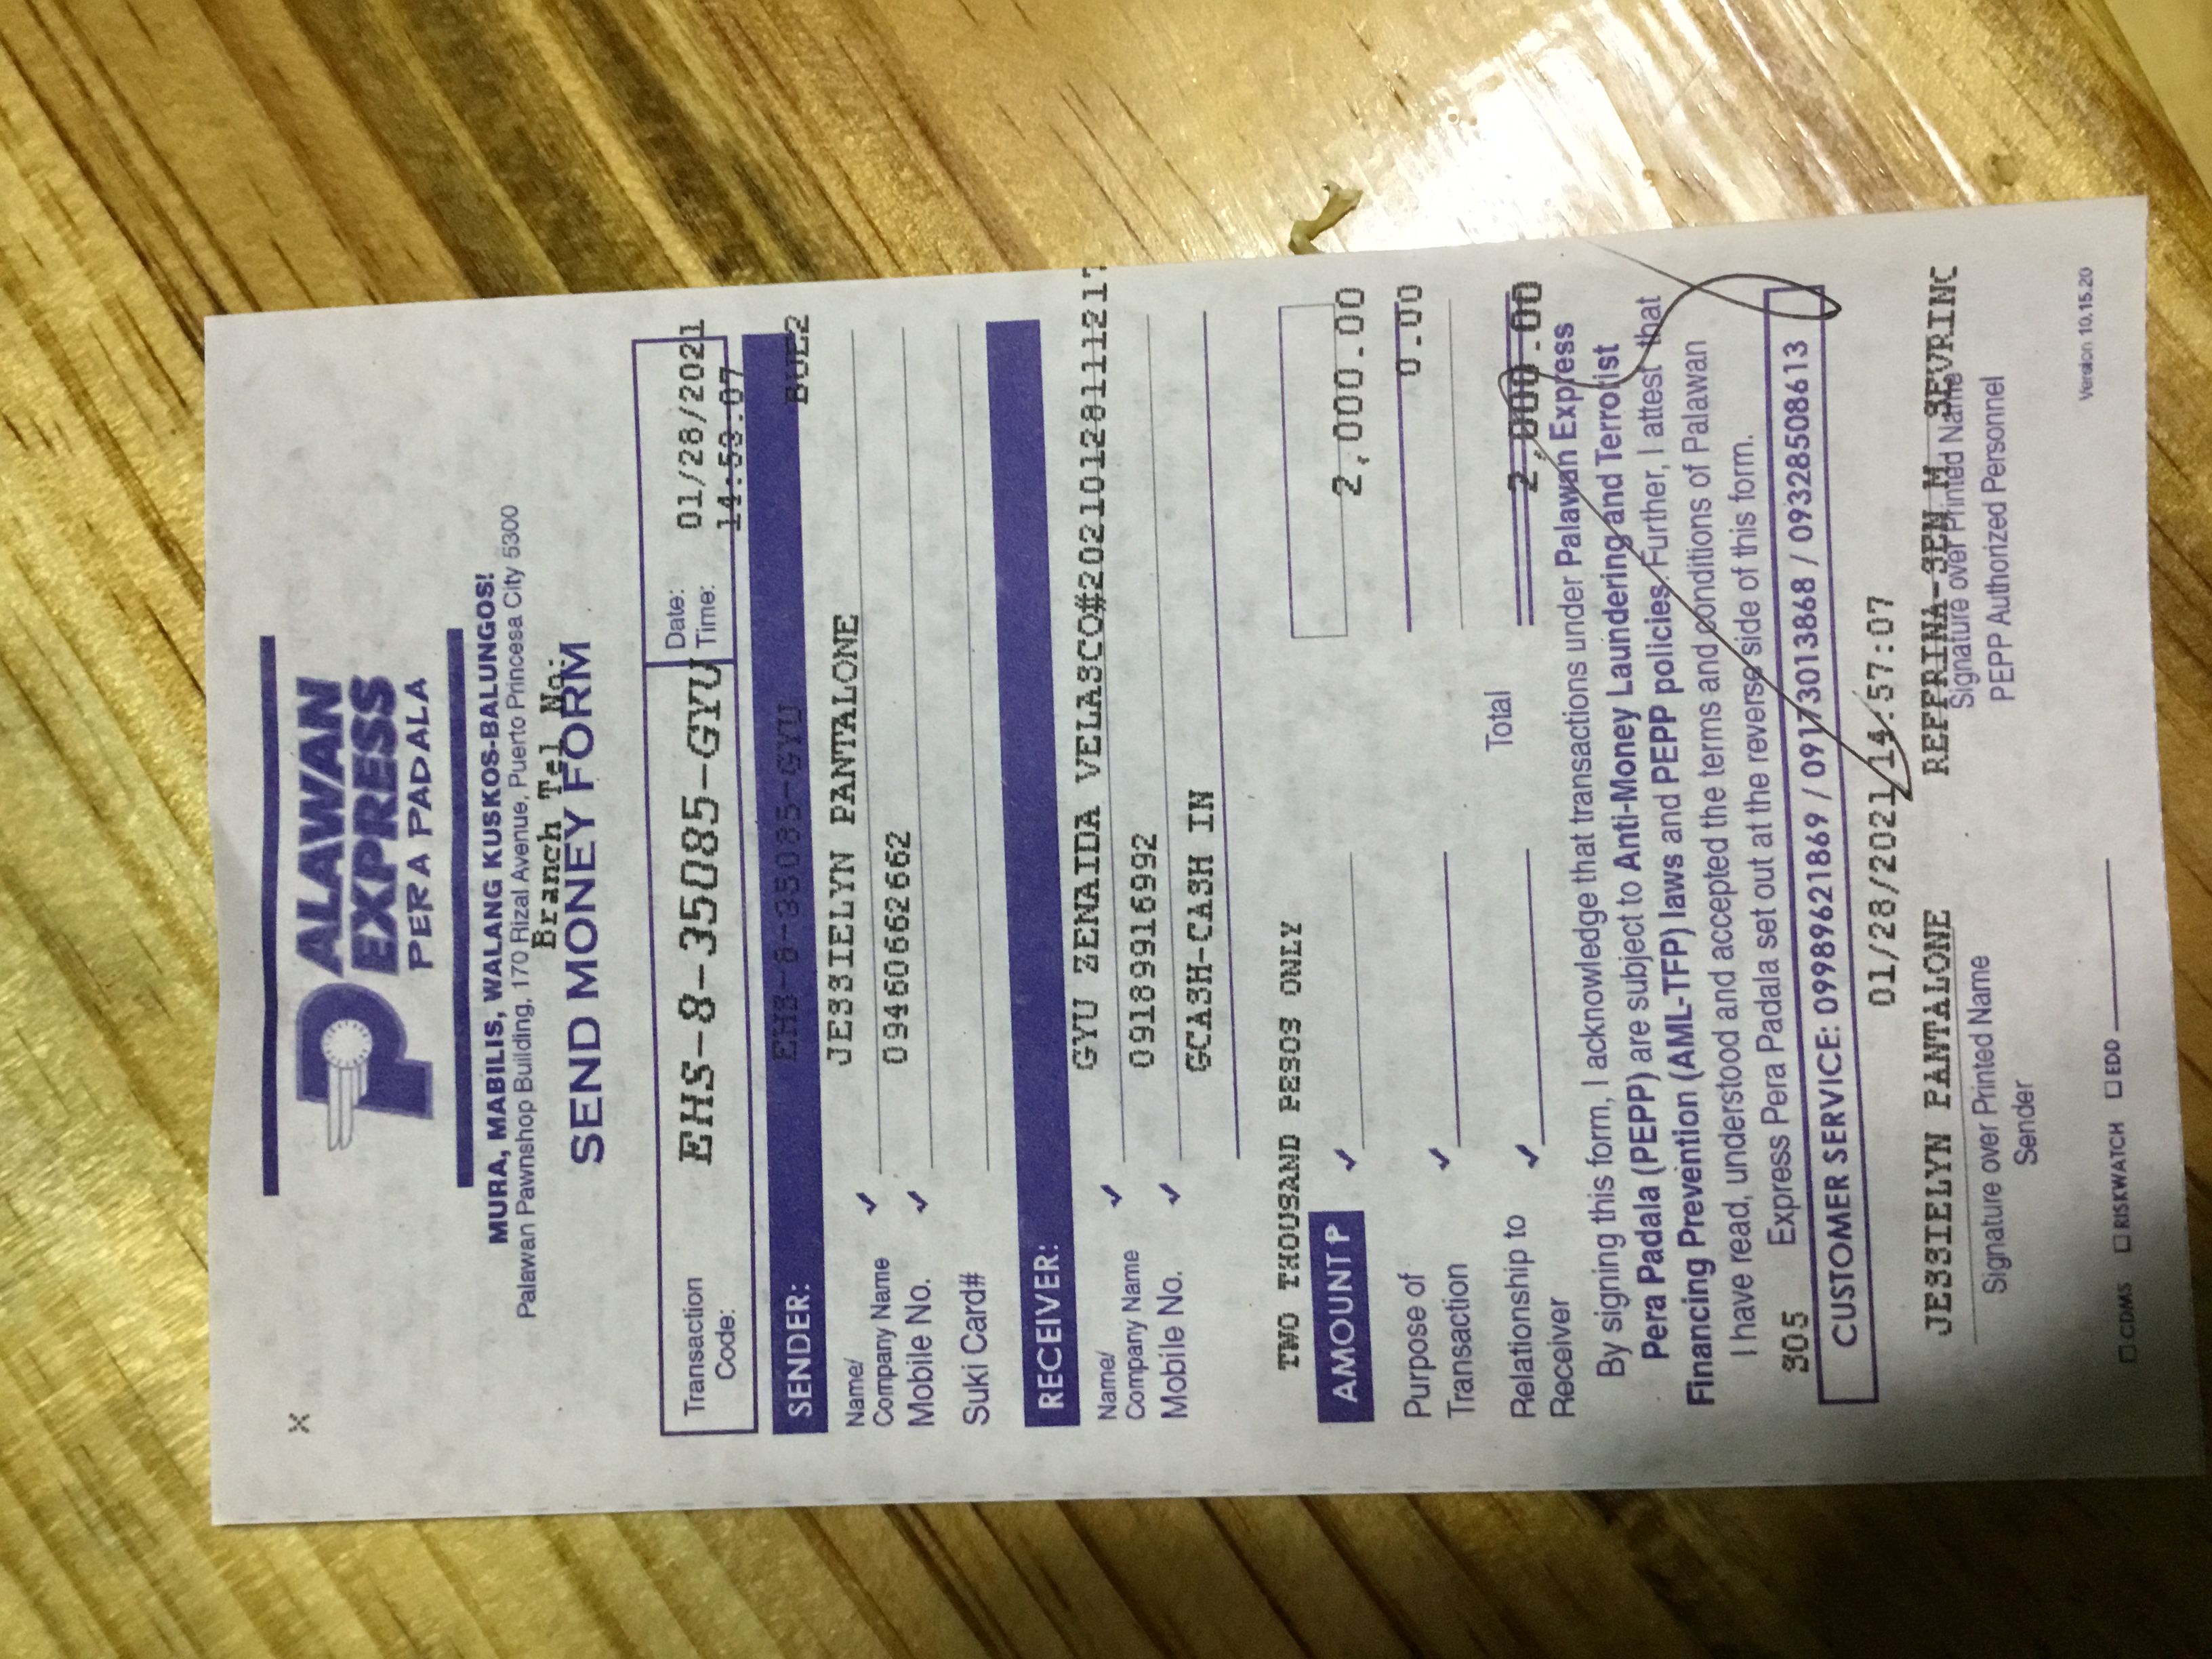 x
PALAWAN
EXPRESS
PERA PADALA
MURA, MABILIS, WALANG KUSKOS-BALUNGOS!
Palawan Pawnshop Building, 170 Rizal Avenue, Puerto Princesa City 5300
Branch Tel No:
SEND MONEY FORM
Transaction Code: EHS-8-35085-GYU
Date: 01/28/2021
Time: 14:53:07
SENDER: EHS-8-35085-GYU BUE2
Name/ Company Name JESSIELYN PANTALONE
Mobile No. 09460662662
Suki Card#
RECEIVER:
Name/ Company Name GYU ZENAIDA VELASCO#20210128111217
Mobile No. 09189916992
GCASH-CASH IN
TWO THOUSAND PESOS ONLY
AMOUNT ₱ 2,000.00
0.00
Purpose of
Transaction
Relationship to
Receiver
Total 2,000.00
By signing this form, I acknowledge that transactions under Palawan Express
Pera Padala (PEPP) are subject to Anti-Money Laundering and Terrorist
Financing Prevention (AML-TFP) laws and PEPP policies. Further, I attest that
I have read, understood and accepted the terms and conditions of Palawan
Express Pera Padala set out at the reverse side of this form.
S05
CUSTOMER SERVICE: 09989621869 / 09173013868 / 09328508613
01/28/2021 14:57:07
JESSIELYN PANTALONE REFFRINA-SEN M. SEVRINC
Signature over Printed Name Signature over Printed Name
Sender PEPP Authorized Personnel
Version 10.15.20
CDMS RISKWATCH EDD